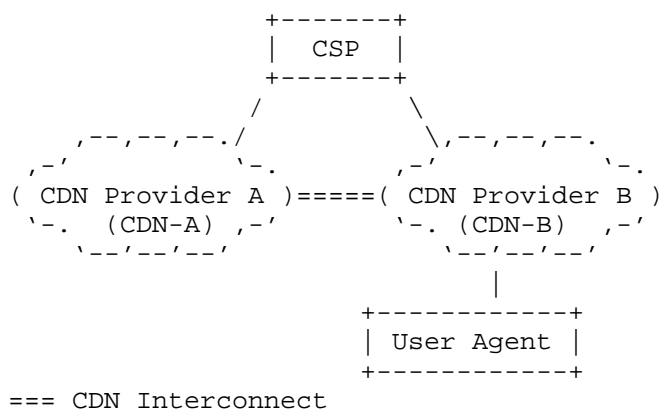 CSP
CDN Provider A CDN Provider B
(CDN-A) (CDN-B)
User Agent
=== CDN Interconnect